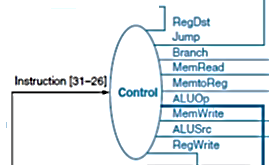 RegDst
Jump
Branch
MemRead
Instruction [31–26]
Control
MemtoReg
ALUOp
MemWrite
ALUSrc
RegWrite